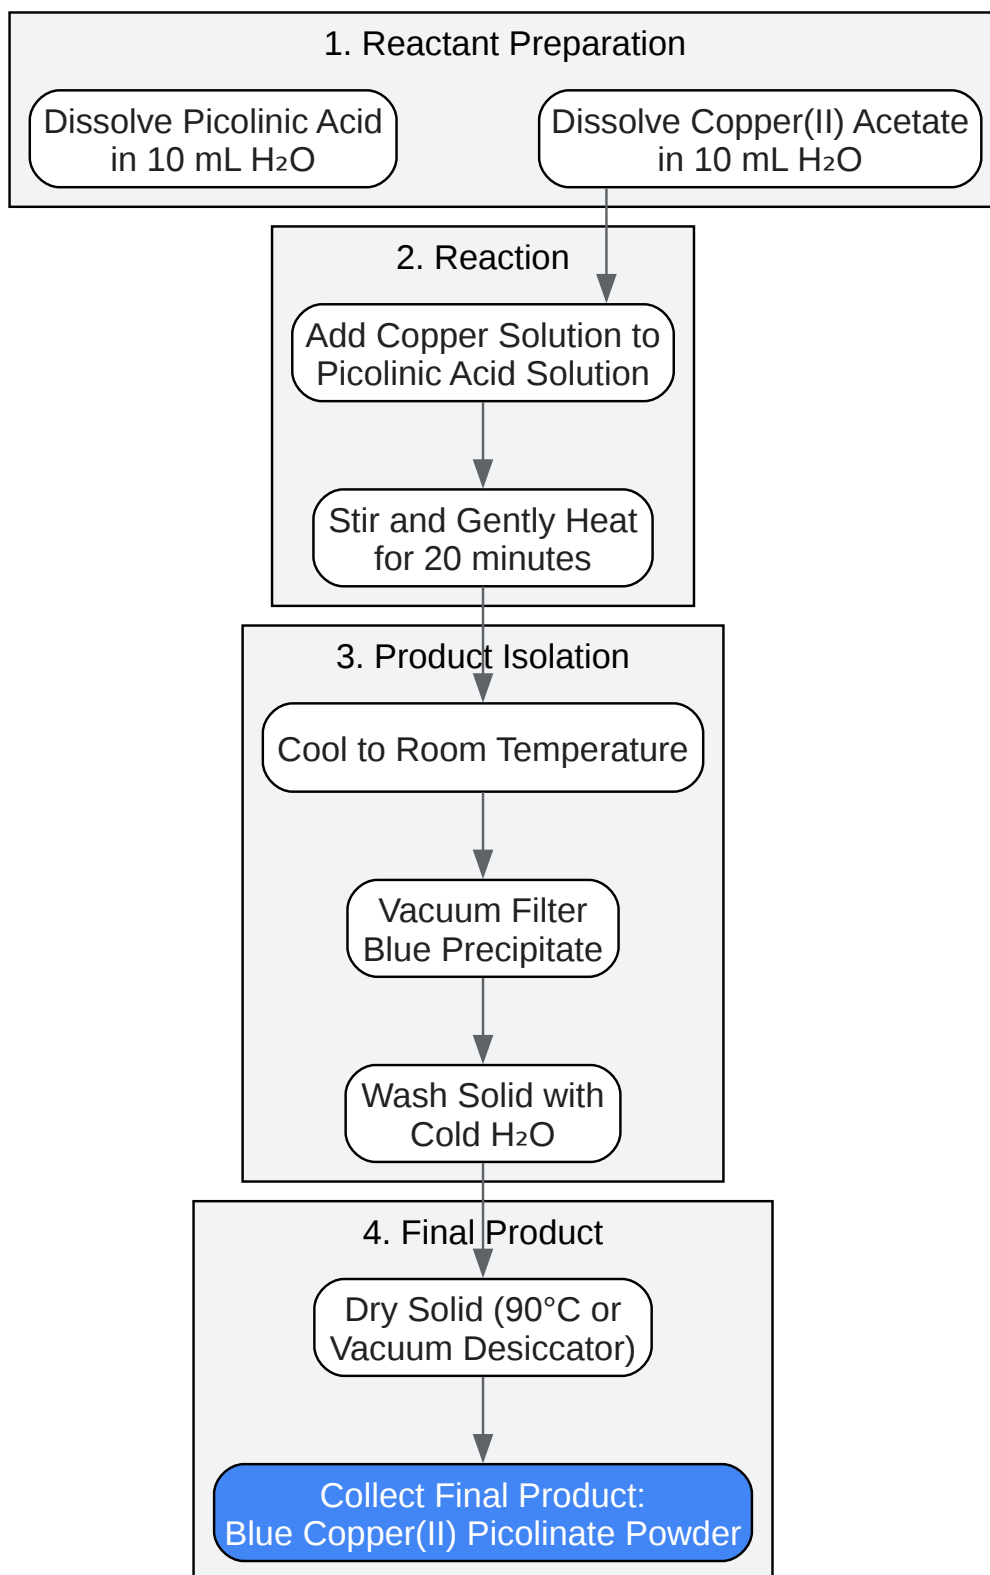 1. Reactant Preparation
Dissolve Picolinic Acid
in 10 mL H₂O
Dissolve Copper(II) Acetate
in 10 mL H₂O
2. Reaction
Add Copper Solution to
Picolinic Acid Solution
Stir and Gently Heat
for 20 minutes
3. Product Isolation
Cool to Room Temperature
Vacuum Filter
Blue Precipitate
Wash Solid with
Cold H₂O
4. Final Product
Dry Solid (90°C or
Vacuum Desiccator)
Collect Final Product:
Blue Copper(II) Picolinate Powder